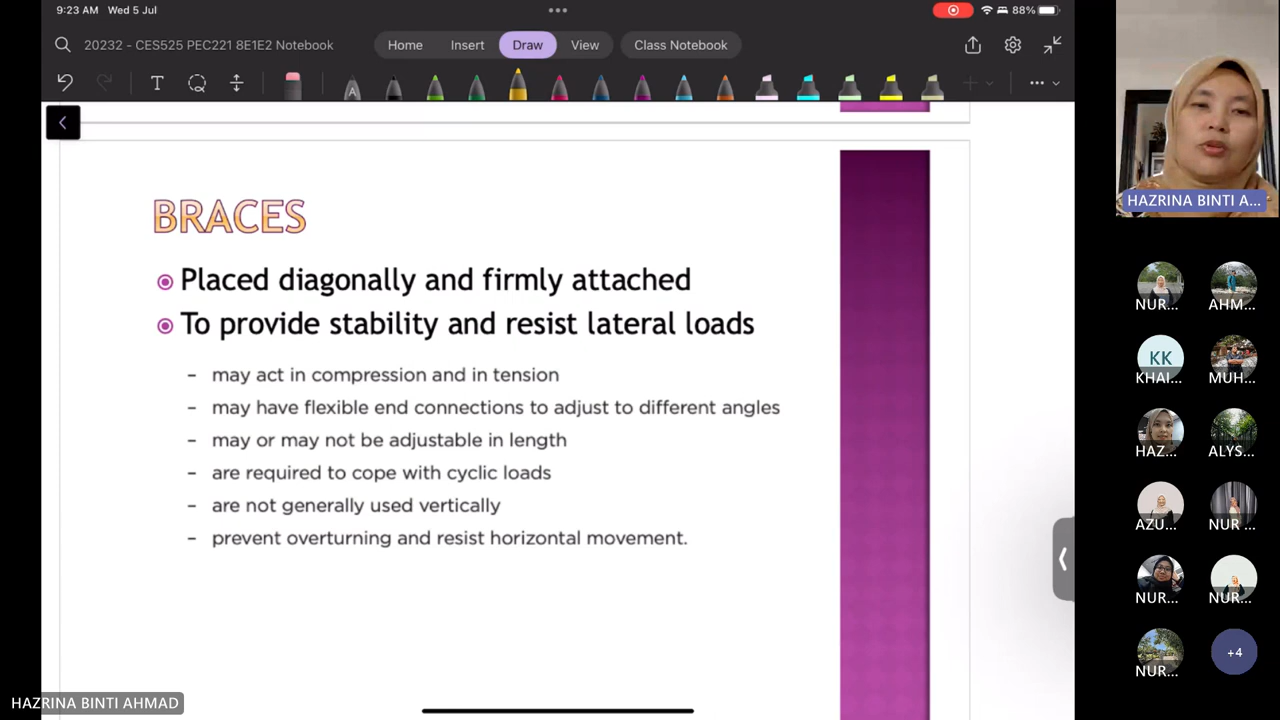 9:23 AM Wed 5 Jul
88%
20232 - CES525 PEC221 8E1E2 Notebook
Home Insert Draw View Class Notebook
T
A
BRACES
Placed diagonally and firmly attached
To provide stability and resist lateral loads
- may act in compression and in tension
- may have flexible end connections to adjust to different angles
- may or may not be adjustable in length
- are required to cope with cyclic loads
- are not generally used vertically
- prevent overturning and resist horizontal movement.
HAZRINA BINTI AHMAD
HAZRINA BINTI A...
NUR... AHM...
KK
KHAI... MUH...
HAZ... ALYS...
AZU... NUR ...
NUR... NUR...
NUR... +4